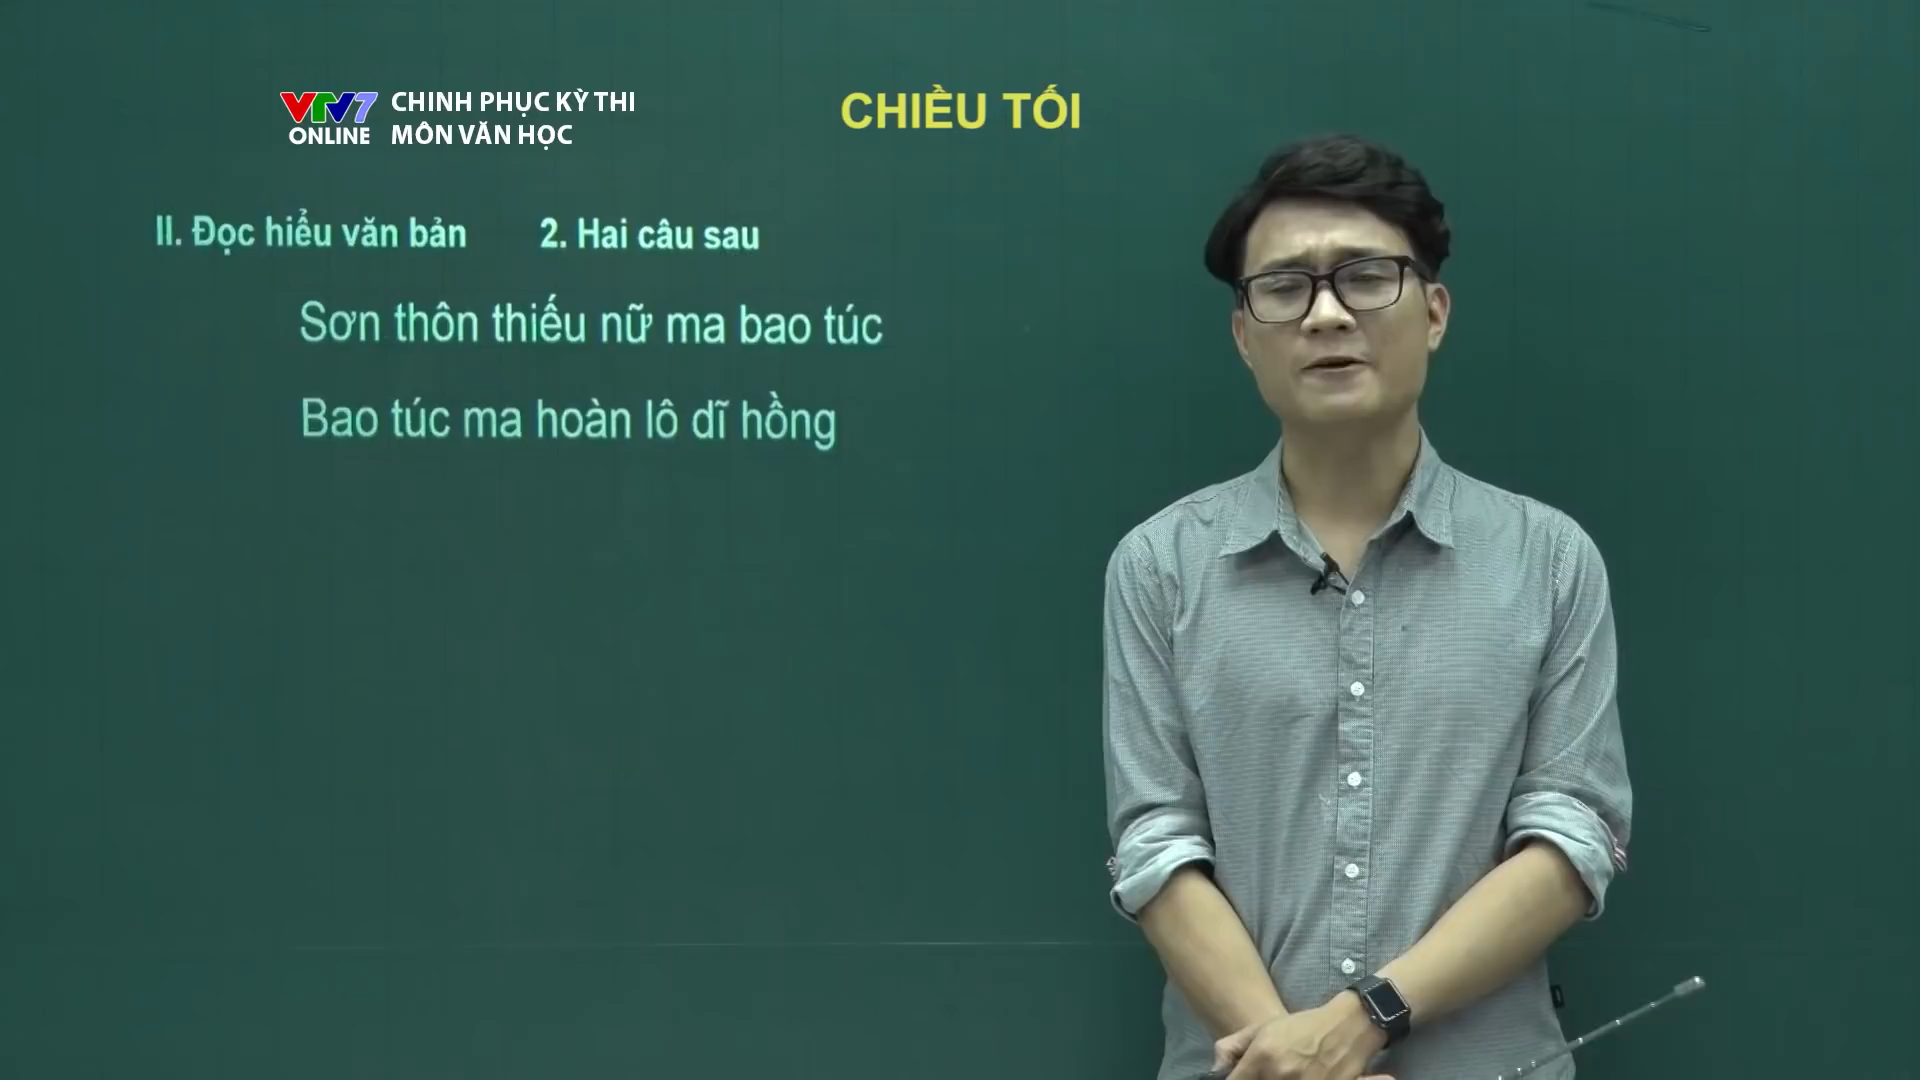 VTV7 ONLINE
CHINH PHỤC KỲ THI
MÔN VĂN HỌC
CHIỀU TỐI
II. Đọc hiểu văn bản 2. Hai câu sau
Sơn thôn thiếu nữ ma bao túc
Bao túc ma hoàn lô dĩ hồng